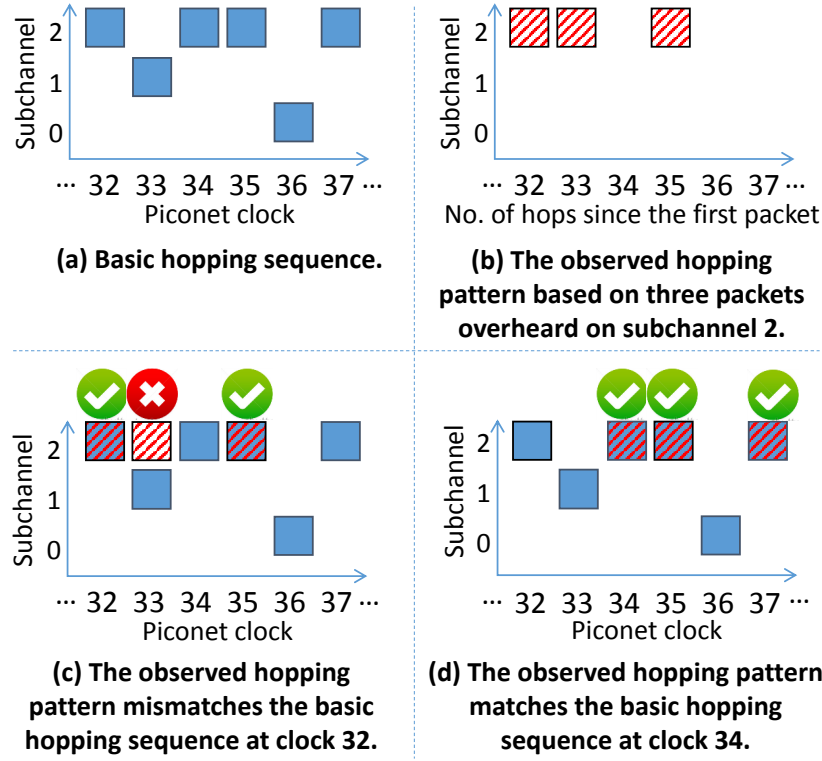 Subchannel
2
1
0
... 32 33 34 35 36 37 ...
Piconet clock
(a) Basic hopping sequence.
Subchannel
2
1
0
... 32 33 34 35 36 37 ...
No. of hops since the first packet
(b) The observed hopping
pattern based on three packets
overheard on subchannel 2.
Subchannel
2
1
0
... 32 33 34 35 36 37 ...
Piconet clock
(c) The observed hopping
pattern mismatches the basic
hopping sequence at clock 32.
Subchannel
2
1
0
... 32 33 34 35 36 37 ...
Piconet clock
(d) The observed hopping pattern
matches the basic hopping
sequence at clock 34.